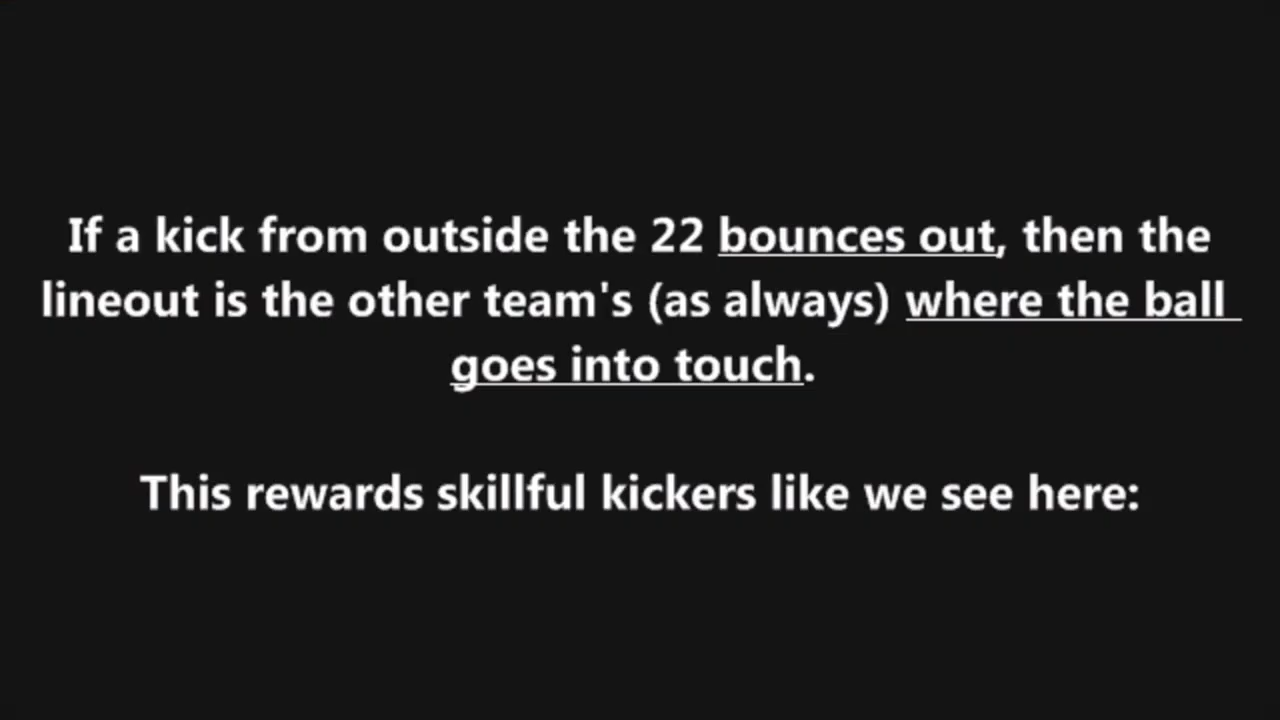 If a kick from outside the 22 bounces out, then the
lineout is the other team's (as always) where the ball
goes into touch.
This rewards skillful kickers like we see here: